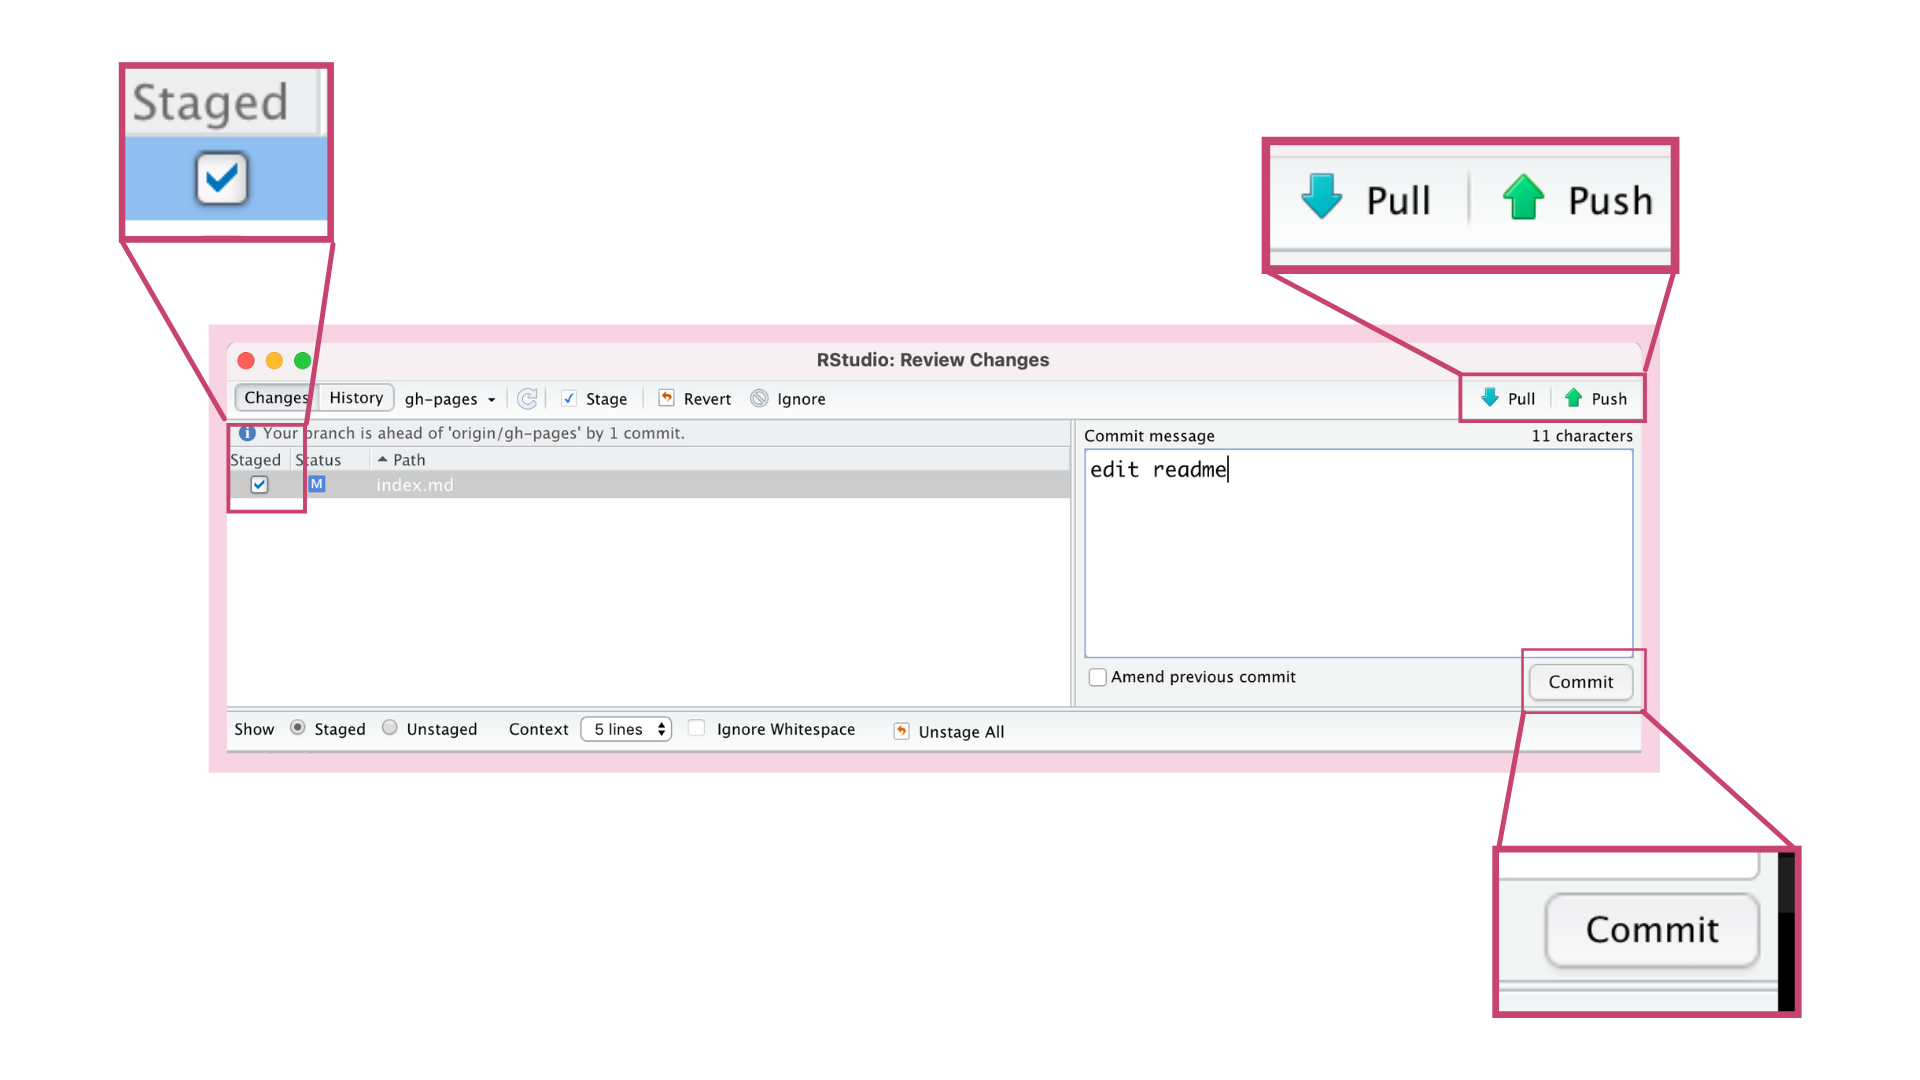 Staged
Pull Push
RStudio: Review Changes
Changes History gh-pages Stage Revert Ignore Pull Push
Your branch is ahead of 'origin/gh-pages' by 1 commit.
Commit message 11 characters
Staged Status Path
edit readme
M index.md
Amend previous commit Commit
Show Staged Unstaged Context 5 lines Ignore Whitespace Unstage All
Commit